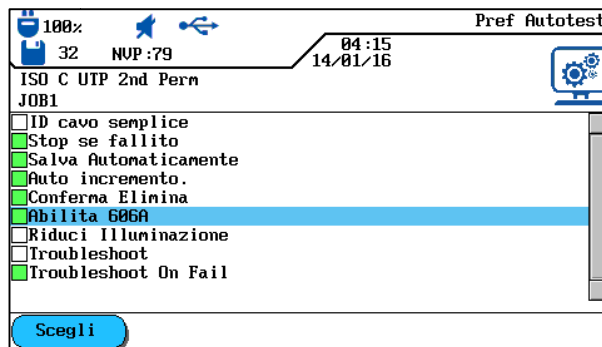 100%
Pref Autotest
32 NVP:79
04:15
14/01/16
ISO C UTP 2nd Perm
JOB1
ID cavo semplice
Stop se fallito
Salva Automaticamente
Auto incremento.
Conferma Elimina
Abilita 606A
Riduci Illuminazione
Troubleshoot
Troubleshoot On Fail
Scegli